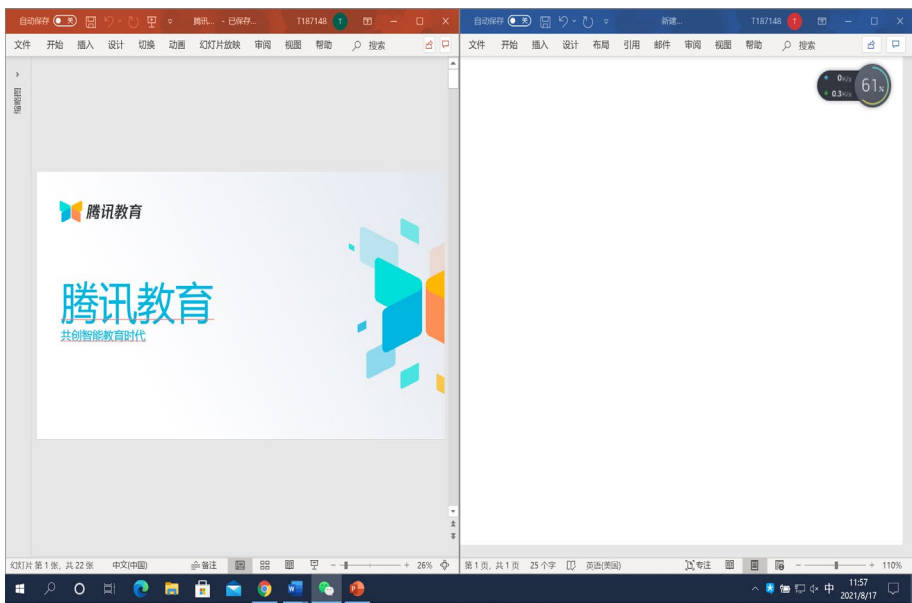 自动保存 关 腾讯... - 已保存... T187148 T
文件 开始 插入 设计 切换 动画 幻灯片放映 审阅 视图 帮助 搜索
缩略图
腾讯教育
腾讯教育
共创智能教育时代
幻灯片 第 1 张, 共 22 张 中文(中国) 备注 26%
自动保存 关 新建... T187148 T
文件 开始 插入 设计 布局 引用 邮件 审阅 视图 帮助 搜索
0K/s
0.3K/s
61%
第 1 页, 共 1 页 25 个字 英语(美国) 专注 110%
中 11:57
2021/8/17